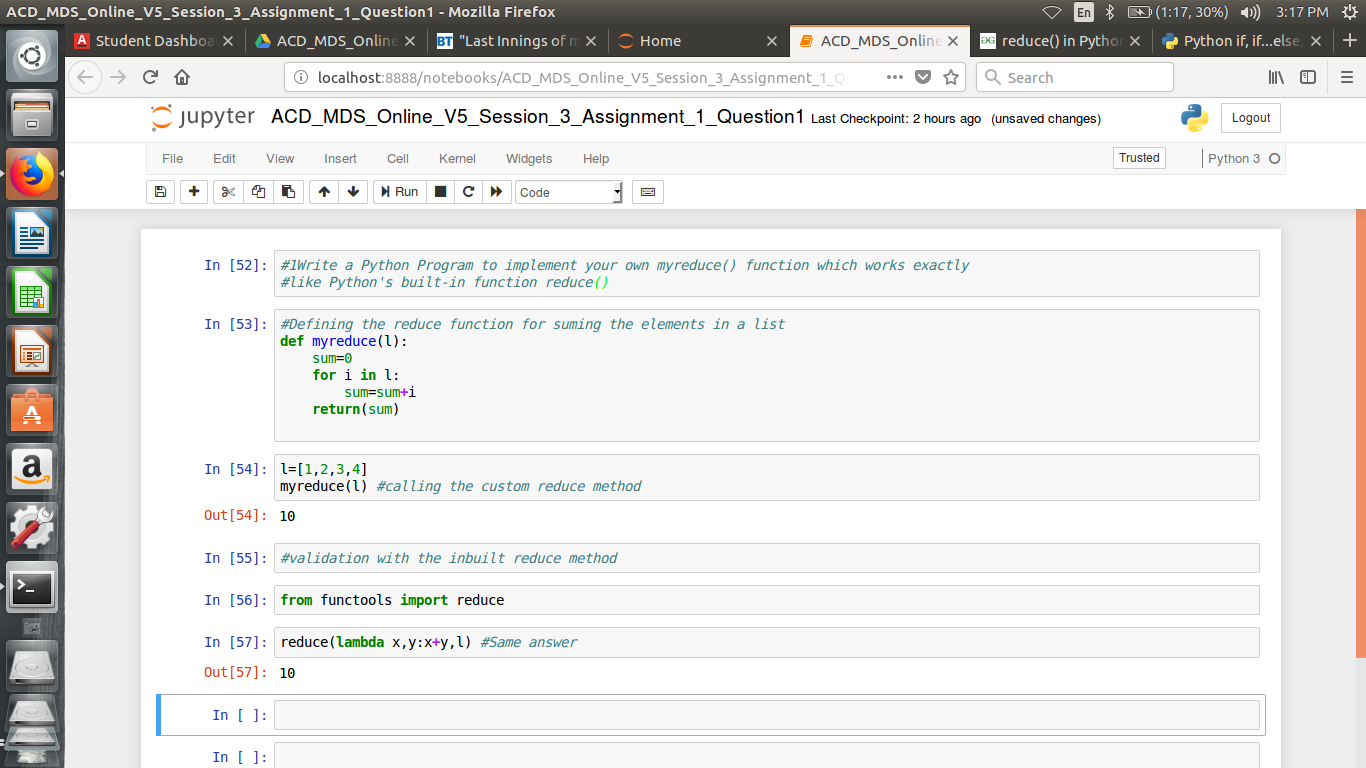 ACD_MDS_Online_V5_Session_3_Assignment_1_Question1 - Mozilla Firefox
En
(1:17, 30%)
3:17 PM
Student Dashboa
ACD_MDS_Online
"Last Innings of m
Home
ACD_MDS_Online
reduce() in Python
Python if, if...else,
localhost:8888/notebooks/ACD_MDS_Online_V5_Session_3_Assignment_1_Qu
Search
jupyter
ACD_MDS_Online_V5_Session_3_Assignment_1_Question1 Last Checkpoint: 2 hours ago (unsaved changes)
Logout
File Edit View Insert Cell Kernel Widgets Help
Trusted
Python 3
Run
Code
In [52]: #1Write a Python Program to implement your own myreduce() function which works exactly
#like Python's built-in function reduce()
In [53]: #Defining the reduce function for suming the elements in a list
def myreduce(l):
    sum=0
    for i in l:
        sum=sum+i
    return(sum)
In [54]: l=[1,2,3,4]
myreduce(l) #calling the custom reduce method
Out[54]: 10
In [55]: #validation with the inbuilt reduce method
In [56]: from functools import reduce
In [57]: reduce(lambda x,y:x+y,l) #Same answer
Out[57]: 10
In [ ]:
In [ ]: